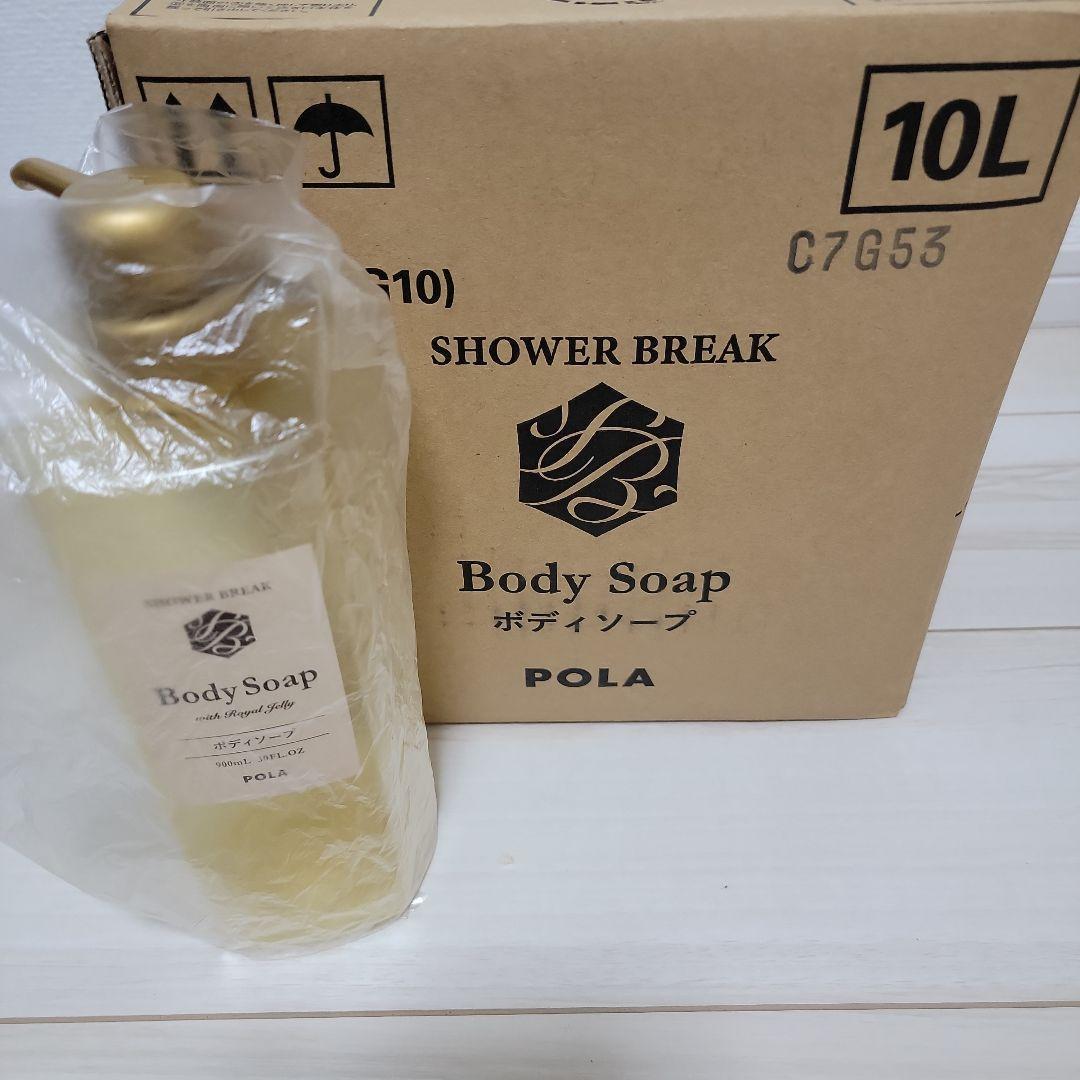 10L
C7G53
G10)
SHOWER BREAK
Body Soap
ボディソープ
POLA
SHOWER BREAK
Body Soap
with Royal Jelly
ボディソープ
900mL 30FL.OZ
POLA